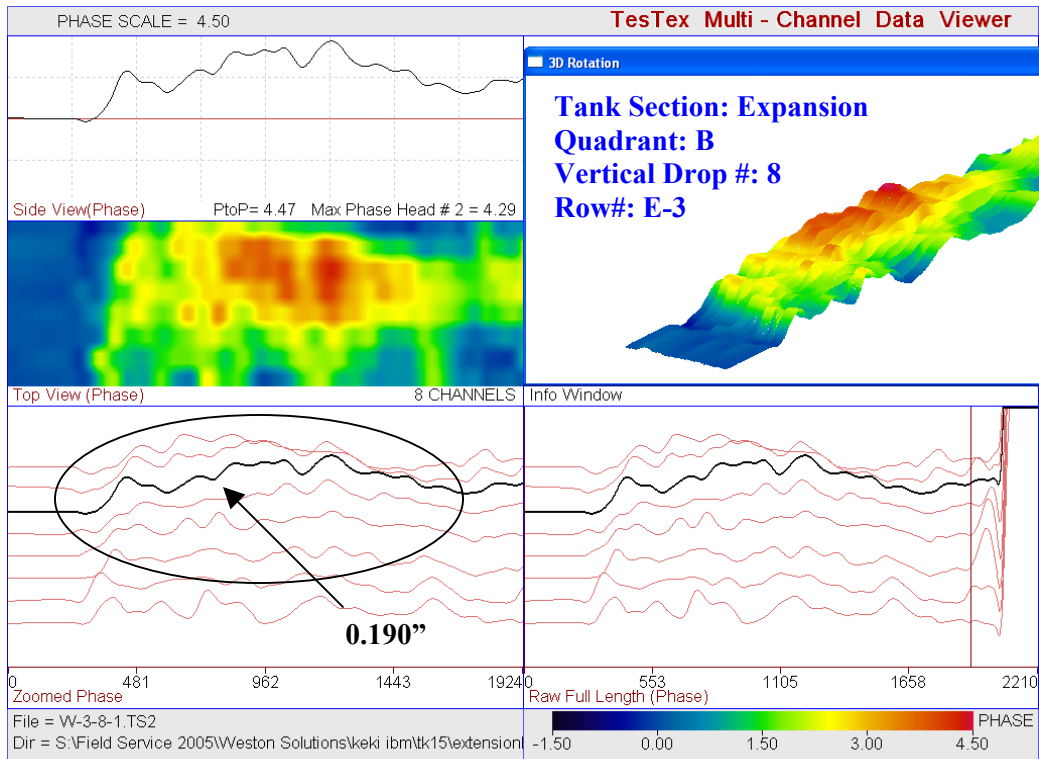 PHASE SCALE = 4.50
TesTex Multi - Channel Data Viewer
3D Rotation
Tank Section: Expansion
Quadrant: B
Vertical Drop #: 8
Row#: E-3
Side View(Phase) PtoP= 4.47 Max Phase Head # 2 = 4.29
Top View (Phase) 8 CHANNELS
Info Window
0.190”
0 481 962 1443 1924
Zoomed Phase
0 553 1105 1658 2210
Raw Full Length (Phase)
File = W-3-8-1.TS2
Dir = S:\Field Service 2005\Weston Solutions\keki ibm\tk15\extension
PHASE
-1.50 0.00 1.50 3.00 4.50